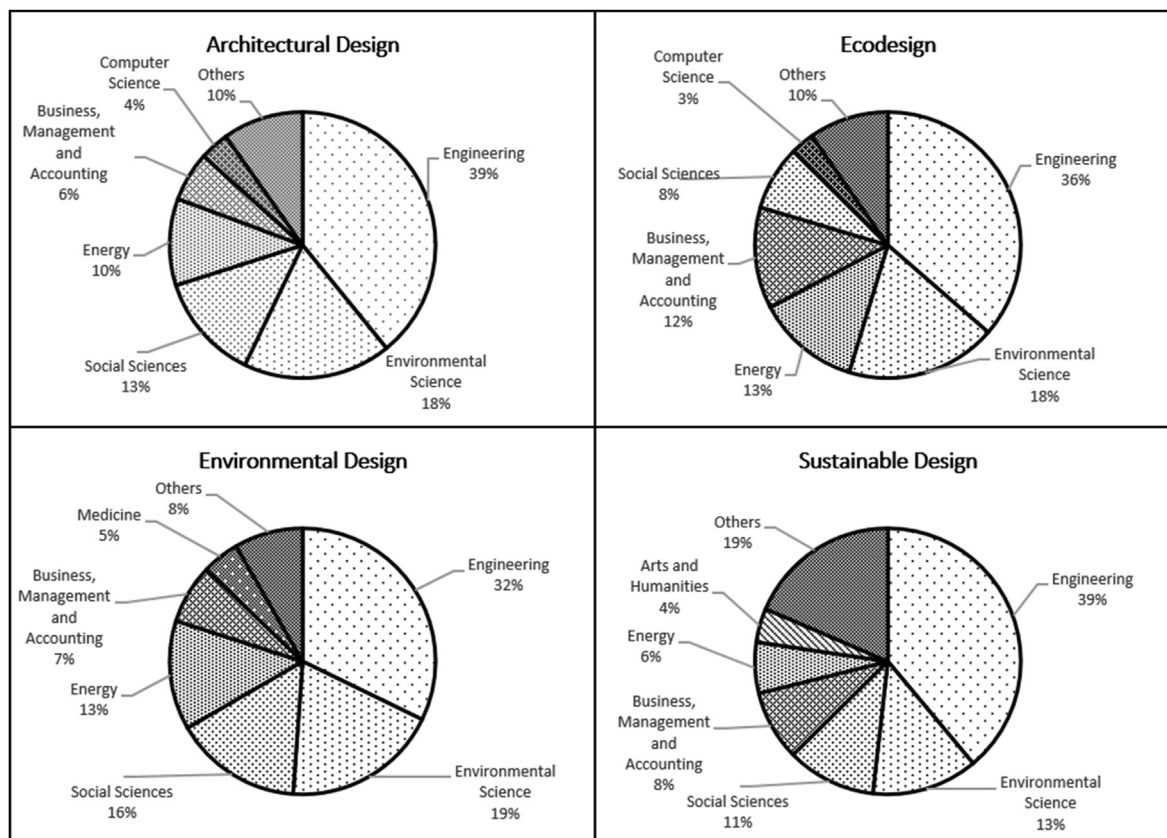 Architectural Design
Computer
Science
4%
Others
10%
Business,
Management
and
Accounting
6%
Engineering
39%
Energy
10%
Social Sciences
13%
Environmental
Science
18%
Ecodesign
Computer
Science
3%
Others
10%
Engineering
36%
Social Sciences
8%
Business,
Management
and
Accounting
12%
Energy
13%
Environmental
Science
18%
Environmental Design
Others
8%
Medicine
5%
Engineering
32%
Business,
Management
and
Accounting
7%
Energy
13%
Social Sciences
16%
Environmental
Science
19%
Sustainable Design
Others
19%
Arts and
Humanities
4%
Engineering
39%
Energy
6%
Business,
Management
and
Accounting
8%
Social Sciences
11%
Environmental
Science
13%